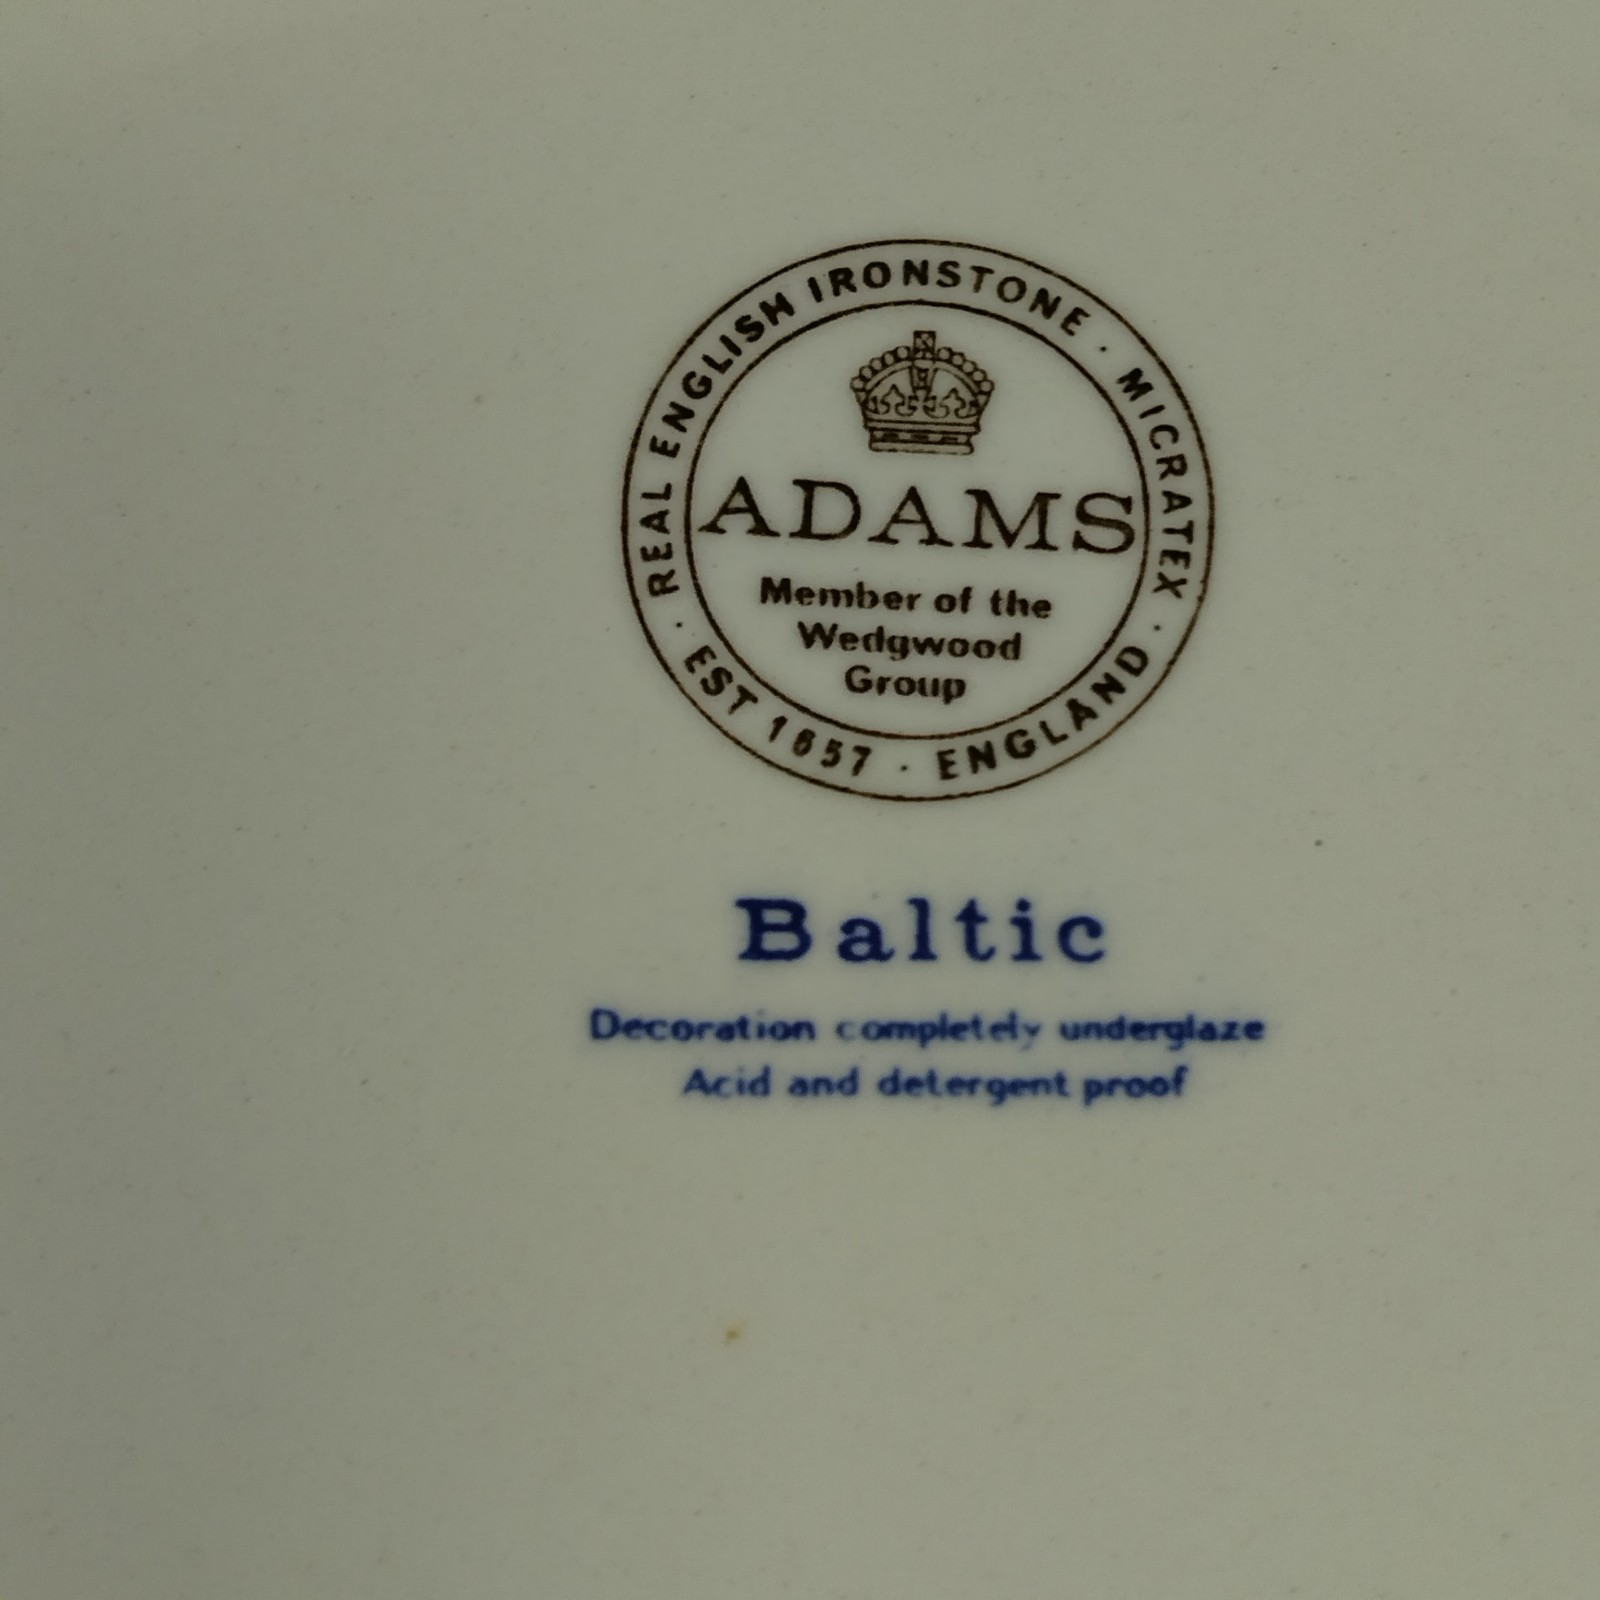 REAL ENGLISH IRONSTONE · MICRATEX ·
ADAMS
Member of the
Wedgwood
Group
EST 1657 · ENGLAND
Baltic
Decoration completely underglaze
Acid and detergent proof